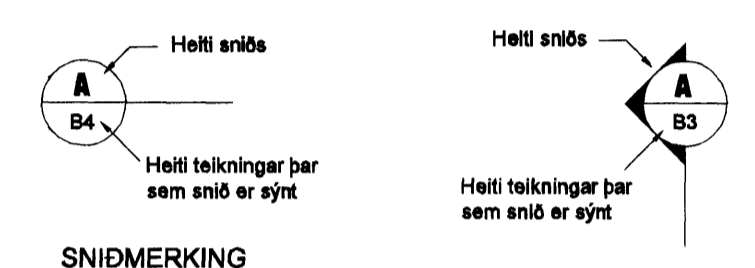 Heiti sniðs
A
B4
Heiti teikningar þar
sem snið er sýnt
SNIÐMERKING
Heiti sniðs
A
B3
Heiti teikningar þar
sem snið er sýnt